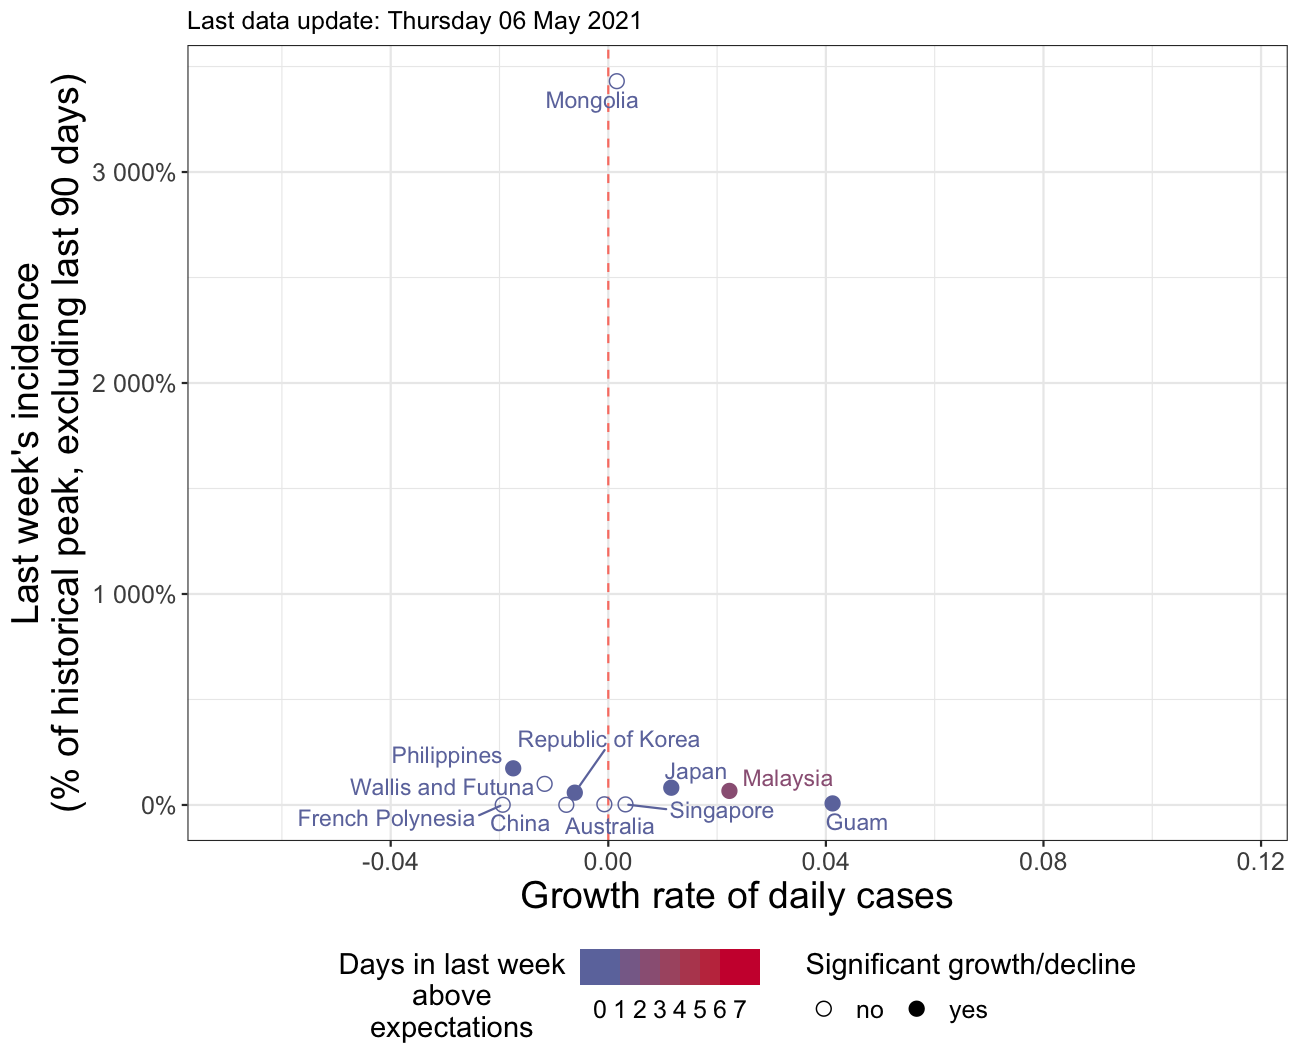 Last data update: Thursday 06 May 2021
Last week's incidence
(% of historical peak, excluding last 90 days)
3 000%
2 000%
1 000%
0%
Mongolia
Republic of Korea
Philippines
Japan
Malaysia
Wallis and Futuna
French Polynesia
China
Australia
Singapore
Guam
-0.04
0.00
0.04
0.08
0.12
Growth rate of daily cases
Days in last week
above
expectations
0 1 2 3 4 5 6 7
Significant growth/decline
no
yes